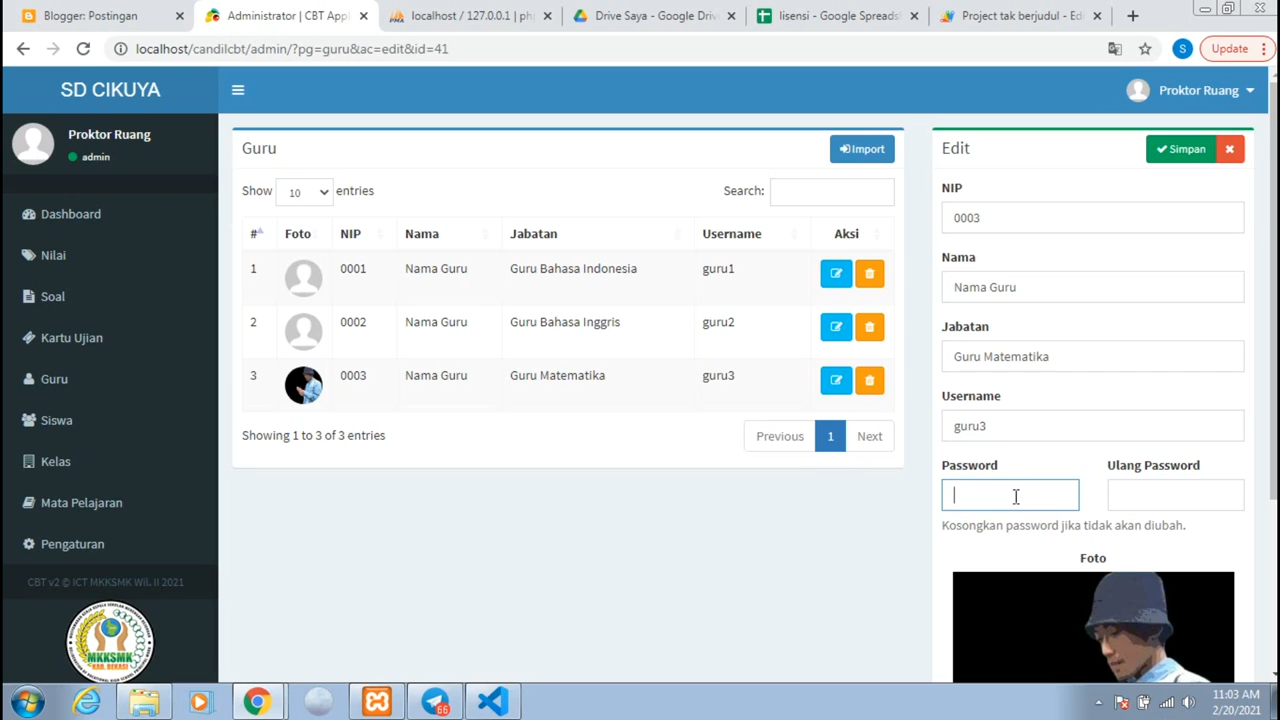 Blogger: Postingan
Administrator | CBT Appl
localhost / 127.0.0.1 | ph
Drive Saya - Google Driv
lisensi - Google Spreads
Project tak berjudul - Edi
localhost/candilcbt/admin/?pg=guru&ac=edit&id=41
S
Update
SD CIKUYA
Proktor Ruang
Proktor Ruang
admin
Dashboard
Nilai
Soal
Kartu Ujian
Guru
Siswa
Kelas
Mata Pelajaran
Pengaturan
CBT v2 © ICT MKKSMK Wil. II 2021
MKKSMK
KAB. BEKASI
Guru
Import
Show 10 entries
Search:
# Foto NIP Nama Jabatan Username Aksi
1 0001 Nama Guru Guru Bahasa Indonesia guru1
2 0002 Nama Guru Guru Bahasa Inggris guru2
3 0003 Nama Guru Guru Matematika guru3
Showing 1 to 3 of 3 entries
Previous 1 Next
Edit
Simpan
NIP
0003
Nama
Nama Guru
Jabatan
Guru Matematika
Username
guru3
Password Ulang Password
Kosongkan password jika tidak akan diubah.
Foto
66
11:03 AM
2/20/2021